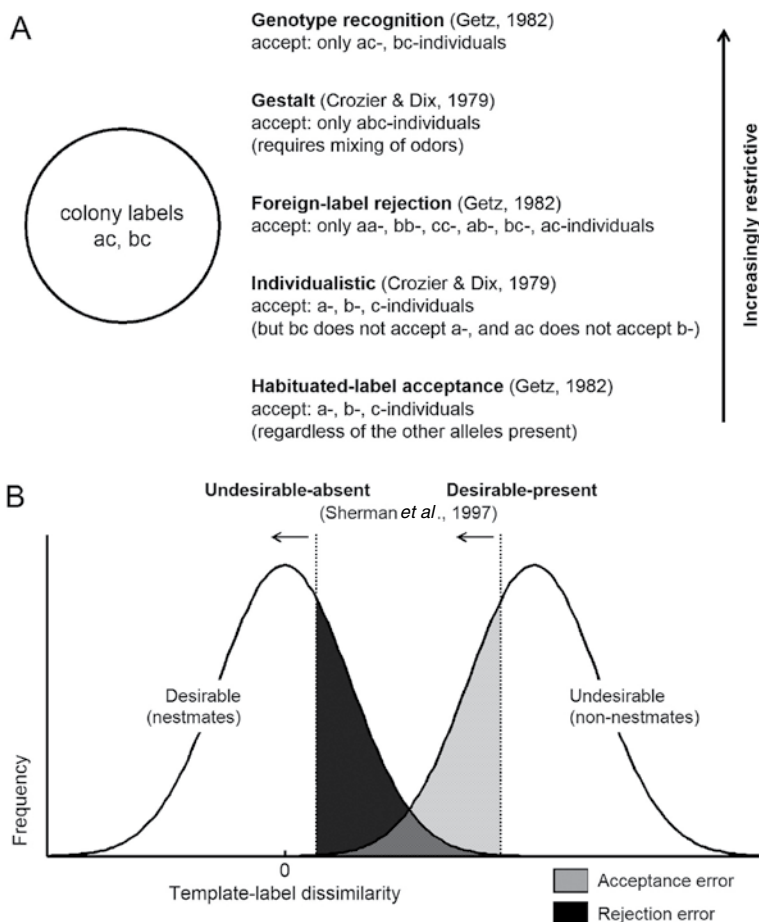 A
Genotype recognition (Getz, 1982)
accept: only ac-, bc-individuals
Gestalt (Crozier & Dix, 1979)
accept: only abc-individuals
(requires mixing of odors)
colony labels
ac, bc
Foreign-label rejection (Getz, 1982)
accept: only aa-, bb-, cc-, ab-, bc-, ac-individuals
Individualistic (Crozier & Dix, 1979)
accept: a-, b-, c-individuals
(but bc does not accept a-, and ac does not accept b-)
Habituated-label acceptance (Getz, 1982)
accept: a-, b-, c-individuals
(regardless of the other alleles present)
Increasingly restrictive
B
Undesirable-absent
Desirable-present
(Sherman et al., 1997)
Desirable
(nestmates)
Undesirable
(non-nestmates)
Frequency
0
Template-label dissimilarity
Acceptance error
Rejection error